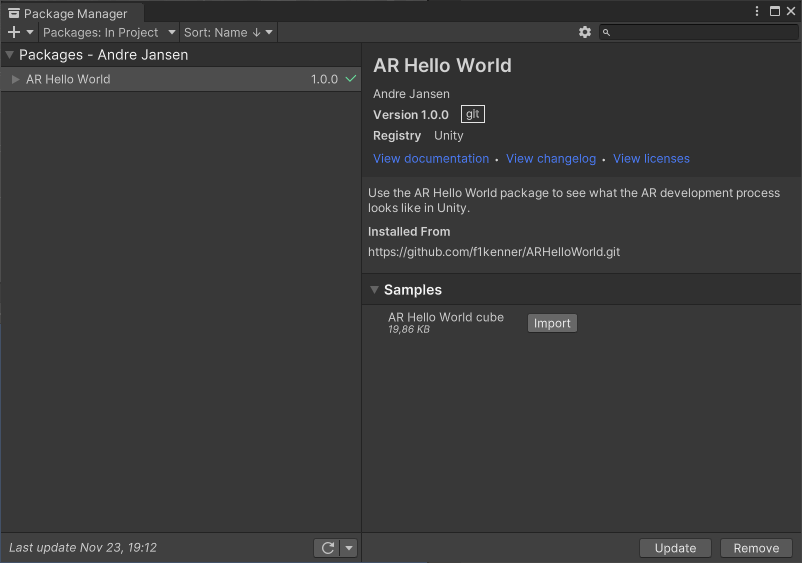 Package Manager
Packages: In Project
Sort: Name ↓
Packages - Andre Jansen
AR Hello World 1.0.0
Last update Nov 23, 19:12
AR Hello World
Andre Jansen
Version 1.0.0 git
Registry Unity
View documentation • View changelog • View licenses
Use the AR Hello World package to see what the AR development process
looks like in Unity.
Installed From
https://github.com/f1kenner/ARHelloWorld.git
Samples
AR Hello World cube Import
19,86 KB
Update Remove